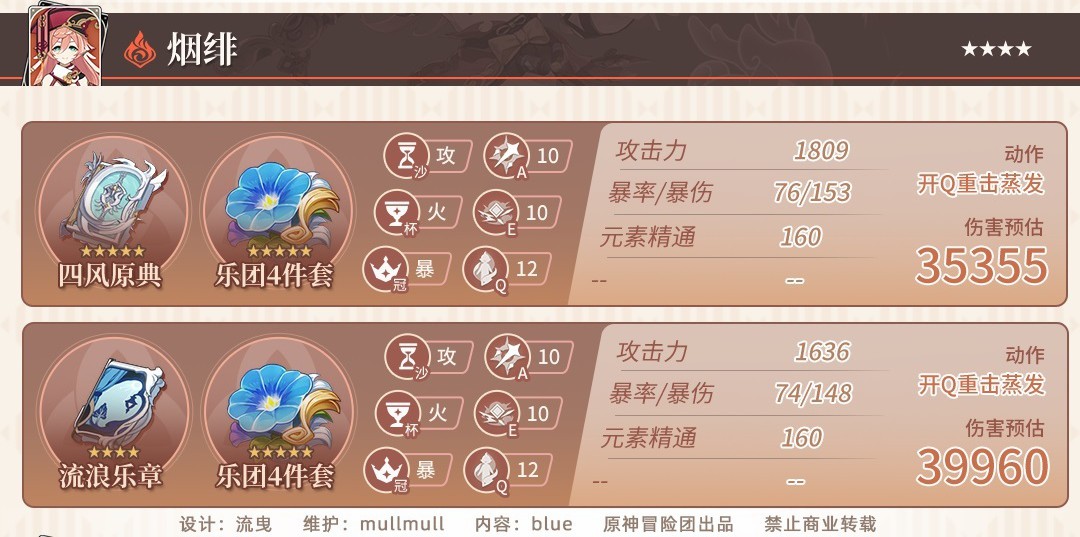 烟绯
★★★★
四风原典
★★★★★
乐团4件套
★★★★★
沙 攻
A 10
杯 火
E 10
冠 暴
Q 12
攻击力 1809
暴率/暴伤 76/153
元素精通 160
-- --
动作
开Q重击蒸发
伤害预估
35355
流浪乐章
★★★★
乐团4件套
★★★★★
沙 攻
A 10
杯 火
E 10
冠 暴
Q 12
攻击力 1636
暴率/暴伤 74/148
元素精通 160
-- --
动作
开Q重击蒸发
伤害预估
39960
设计：流曳 维护：mullmull 内容：blue 原神冒险团出品 禁止商业转载